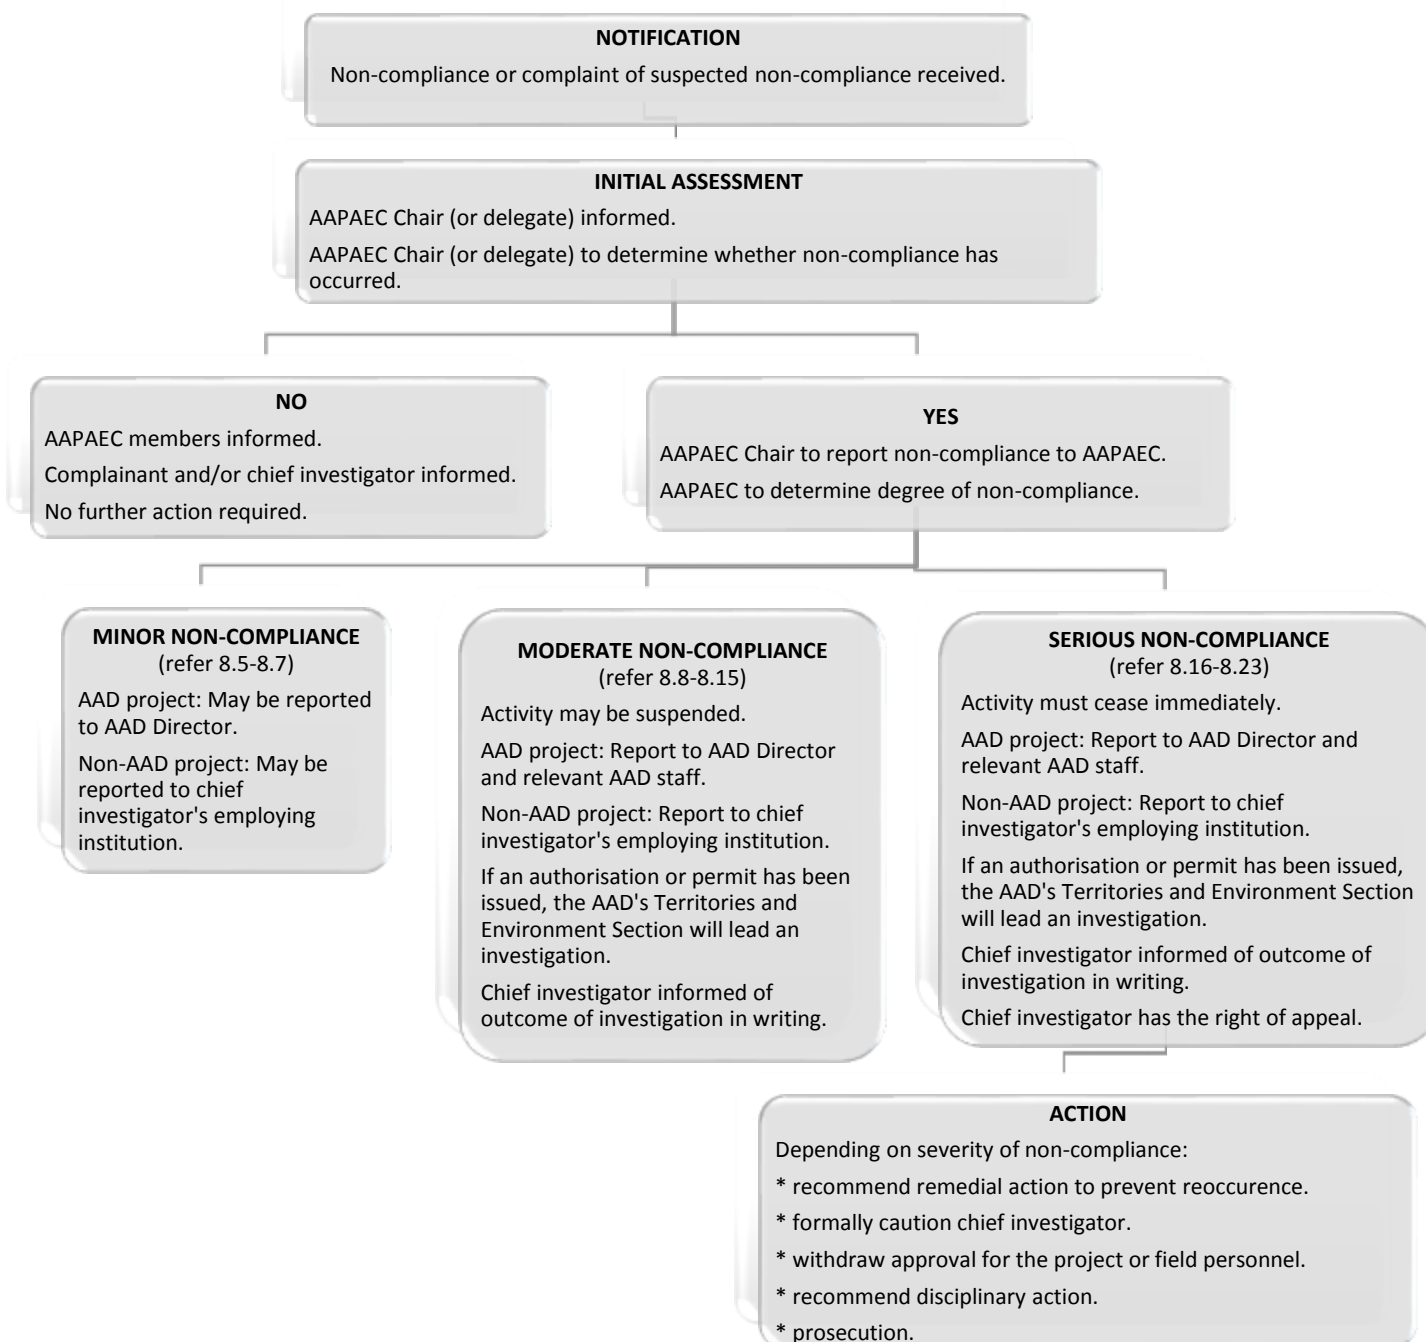 NOTIFICATION
Non-compliance or complaint of suspected non-compliance received.
INITIAL ASSESSMENT
AAPAEC Chair (or delegate) informed.
AAPAEC Chair (or delegate) to determine whether non-compliance has
occurred.
NO
AAPAEC members informed.
Complainant and/or chief investigator informed.
No further action required.
YES
AAPAEC Chair to report non-compliance to AAPAEC.
AAPAEC to determine degree of non-compliance.
MINOR NON-COMPLIANCE
(refer 8.5-8.7)
AAD project: May be reported
to AAD Director.
Non-AAD project: May be
reported to chief
investigator's employing
institution.
MODERATE NON-COMPLIANCE
(refer 8.8-8.15)
Activity may be suspended.
AAD project: Report to AAD Director
and relevant AAD staff.
Non-AAD project: Report to chief
investigator's employing institution.
If an authorisation or permit has been
issued, the AAD's Territories and
Environment Section will lead an
investigation.
Chief investigator informed of
outcome of investigation in writing.
SERIOUS NON-COMPLIANCE
(refer 8.16-8.23)
Activity must cease immediately.
AAD project: Report to AAD Director and
relevant AAD staff.
Non-AAD project: Report to chief
investigator's employing institution.
If an authorisation or permit has been issued,
the AAD's Territories and Environment Section
will lead an investigation.
Chief investigator informed of outcome of
investigation in writing.
Chief investigator has the right of appeal.
ACTION
Depending on severity of non-compliance:
* recommend remedial action to prevent reoccurence.
* formally caution chief investigator.
* withdraw approval for the project or field personnel.
* recommend disciplinary action.
* prosecution.